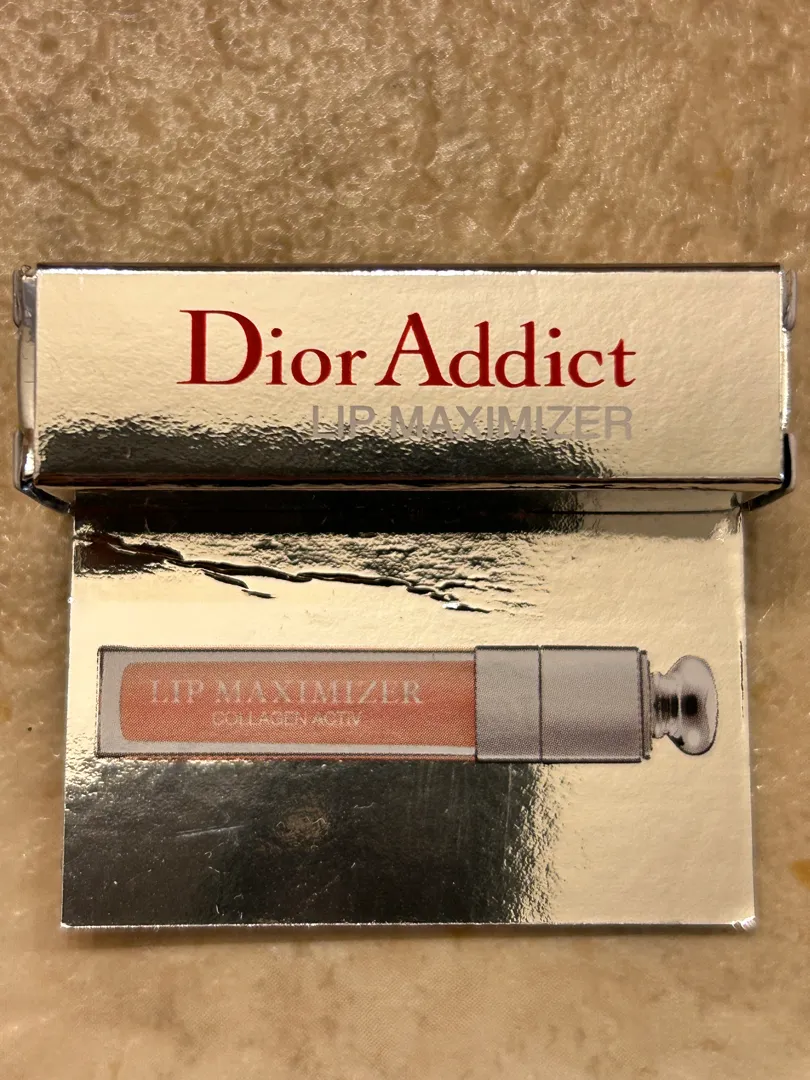 Dior Addict
LIP MAXIMIZER
LIP MAXIMIZER
COLLAGEN ACTIV